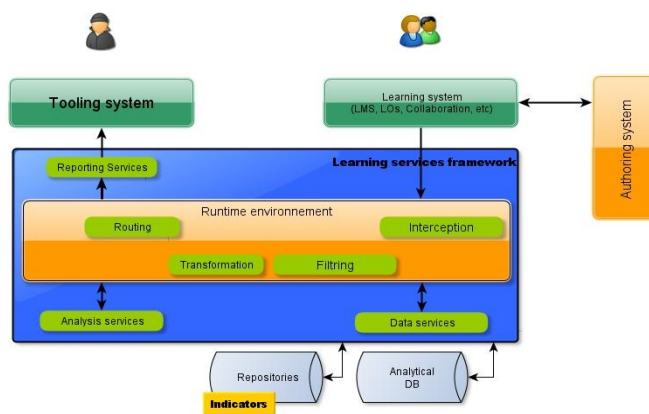 Tooling system
Learning system
(LMS, LOs, Collaboration, etc)
Authoring system
Reporting Services
Learning services framework
Runtime environnement
Routing
Interception
Transformation
Filtring
Analysis services
Data services
Repositories
Analytical
DB
Indicators